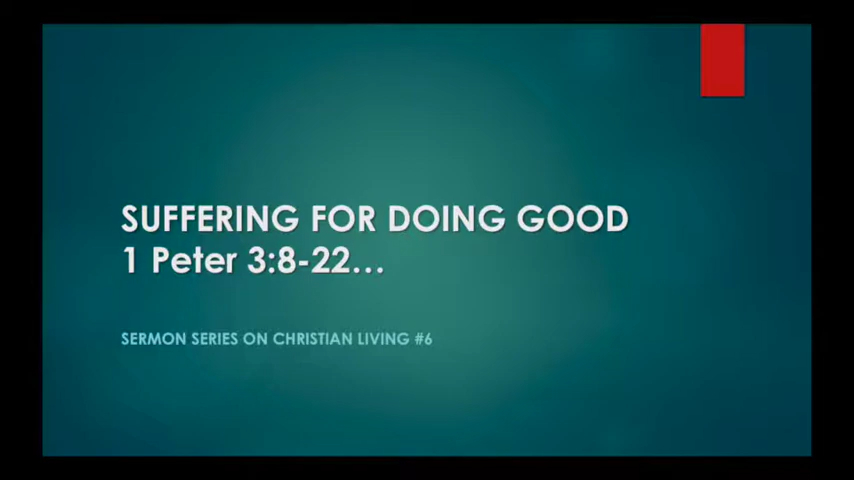 SUFFERING FOR DOING GOOD
1 Peter 3:8-22...
SERMON SERIES ON CHRISTIAN LIVING #6